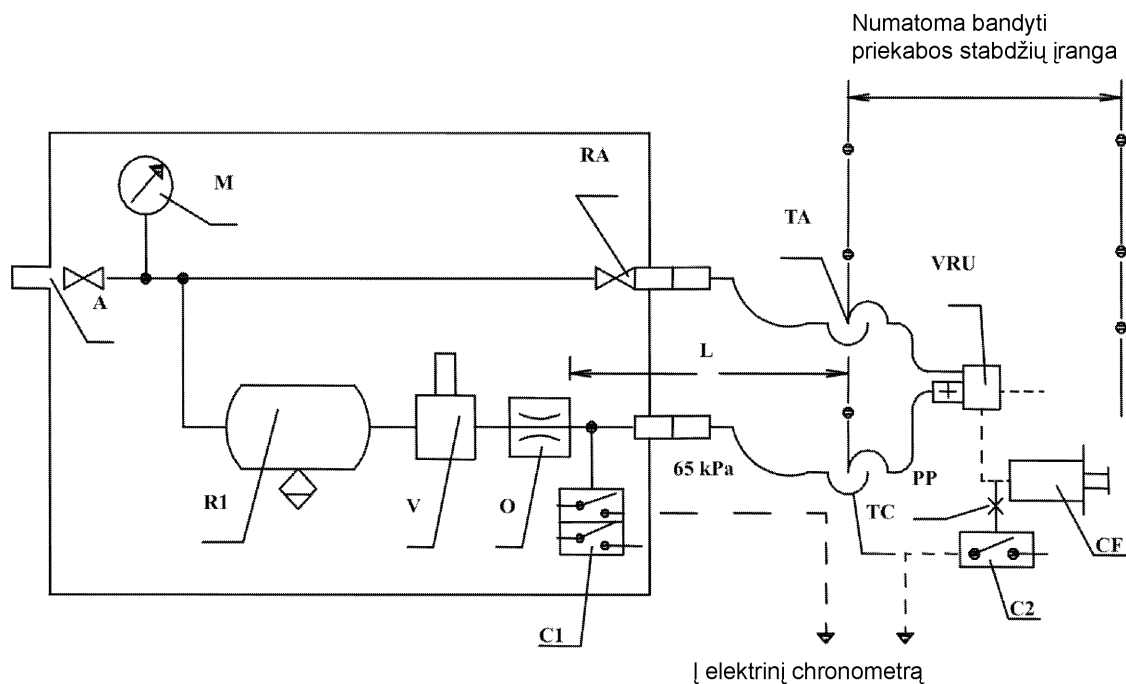 Numatoma bandyti
priekabos stabdžių įranga
M
RA
TA
VRU
A
L
65 kPa
PP
R1
V
O
TC
CF
C1
C2
Į elektrinį chronometrą